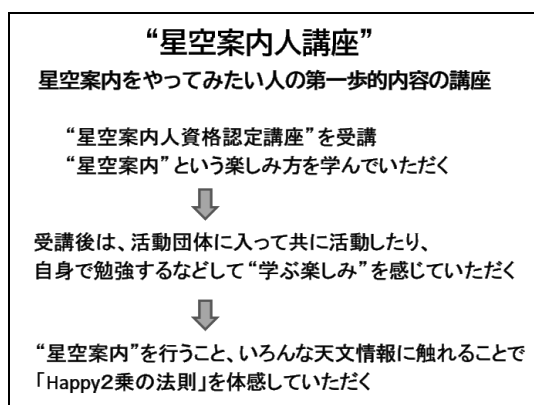 “星空案内人講座”
星空案内をやってみたい人の第一歩的内容の講座
“星空案内人資格認定講座”を受講
“星空案内”という楽しみ方を学んでいただく
受講後は、活動団体に入って共に活動したり、
自身で勉強するなどして“学ぶ楽しみ”を感じていただく
“星空案内”を行うこと、いろんな天文情報に触れることで
「Happy2乗の法則」を体感していただく